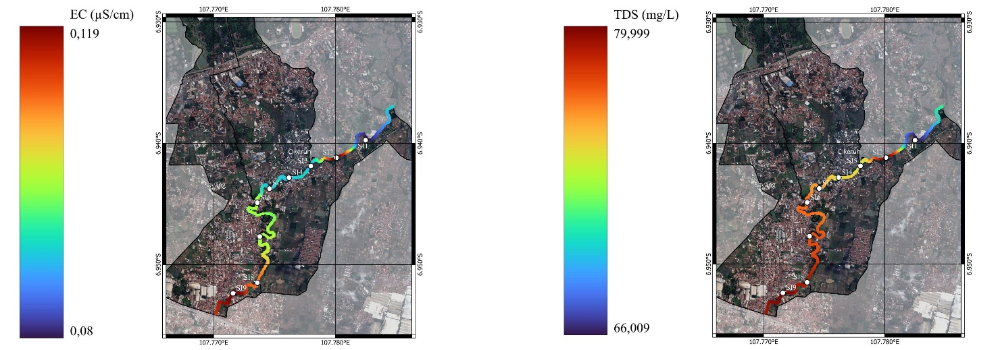 EC (µS/cm)
0,119
0,08
107.770°E 107.780°E
6.930°S 6.930°S
6.940°S 6.940°S
6.950°S 6.950°S
SI1
SI2
Cikeruh
SI3
SI4
SI5
Sayang
SI6
SI7
SI8
SI9
107.770°E 107.780°E
TDS (mg/L)
79,999
66,009
107.770°E 107.780°E
6.930°S 6.930°S
6.940°S 6.940°S
6.950°S 6.950°S
SI1
SI2
Cikeruh
SI3
SI4
SI5
Sayang
SI6
SI7
SI8
SI9
107.770°E 107.780°E